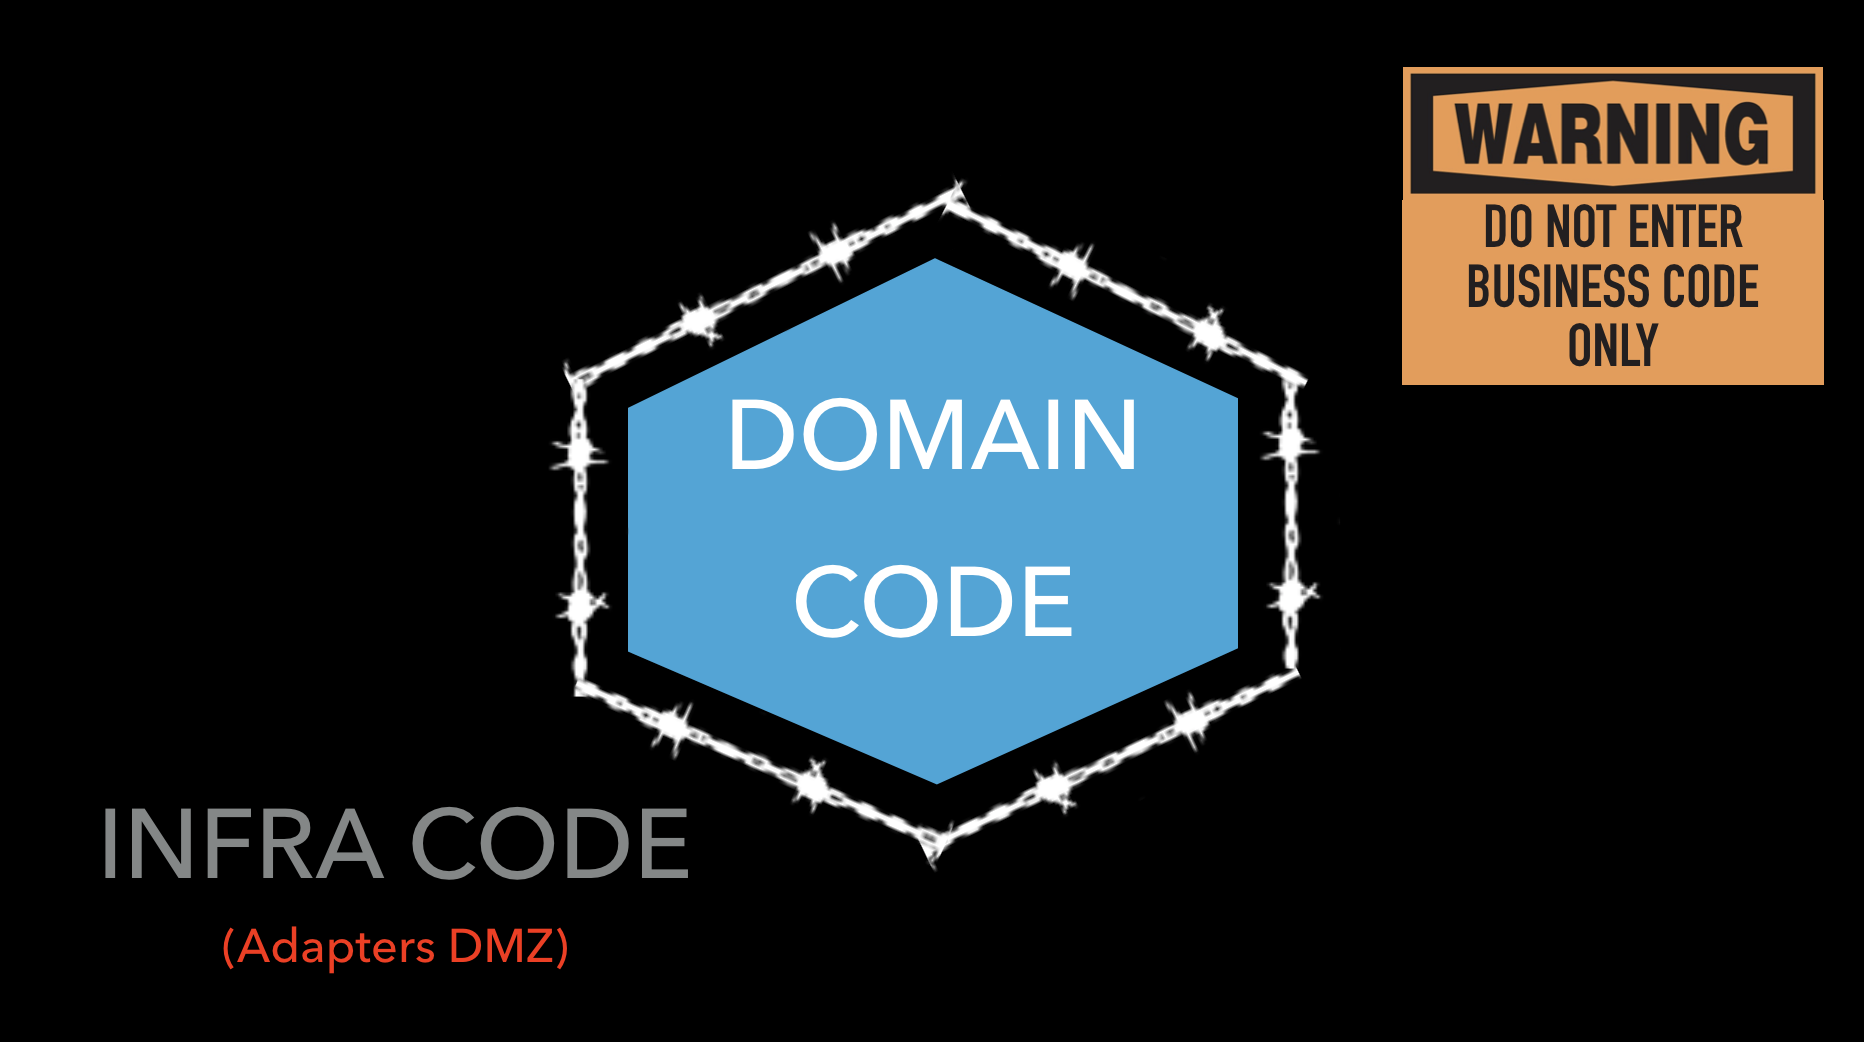 WARNING
DO NOT ENTER
BUSINESS CODE
ONLY
DOMAIN
CODE
INFRA CODE
(Adapters DMZ)